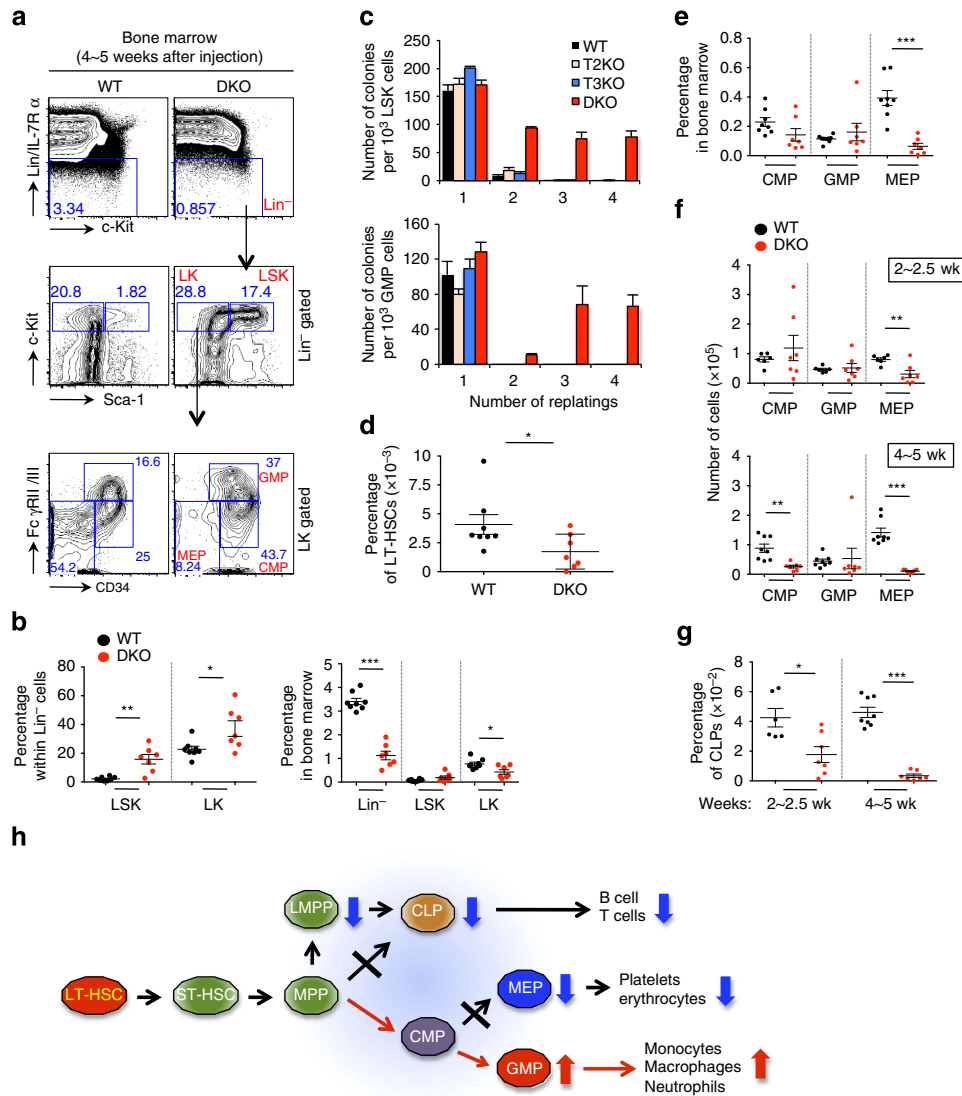 a
Bone marrow
(4~5 weeks after injection)
WT DKO
Lin/IL-7R α
3.34
0.857
Lin⁻
c-Kit
LK LSK
20.8 1.82
28.8 17.4
c-Kit
Sca-1
Lin⁻ gated
16.6
37
GMP
Fc γRII /III
25
54.2
MEP
8.24
43.7
CMP
CD34
LK gated
b
WT
DKO
Percentage
within Lin⁻ cells
80
60
40
20
0
**
*
LSK LK
Percentage
in bone marrow
5
4
3
2
1
0
***
*
Lin⁻ LSK LK
c
Number of colonies
per 10³ LSK cells
250
200
150
100
50
0
WT
T2KO
T3KO
DKO
1 2 3 4
Number of colonies
per 10³ GMP cells
160
120
80
40
0
1 2 3 4
Number of replatings
d
Percentage
of LT-HSCs (×10⁻³)
10
5
0
*
WT DKO
e
Percentage
in bone marrow
0.8
0.6
0.4
0.2
0.0
***
CMP GMP MEP
f
WT
DKO
Number of cells (×10⁵)
2~2.5 wk
4
3
2
1
0
**
CMP GMP MEP
4~5 wk
4
3
2
1
0
**
***
CMP GMP MEP
g
Percentage
of CLPs (×10⁻²)
8
6
4
2
0
*
***
Weeks: 2~2.5 wk 4~5 wk
h
LMPP
CLP
B cell
T cells
LT-HSC
ST-HSC
MPP
MEP
Platelets
erythrocytes
CMP
GMP
Monocytes
Macrophages
Neutrophils